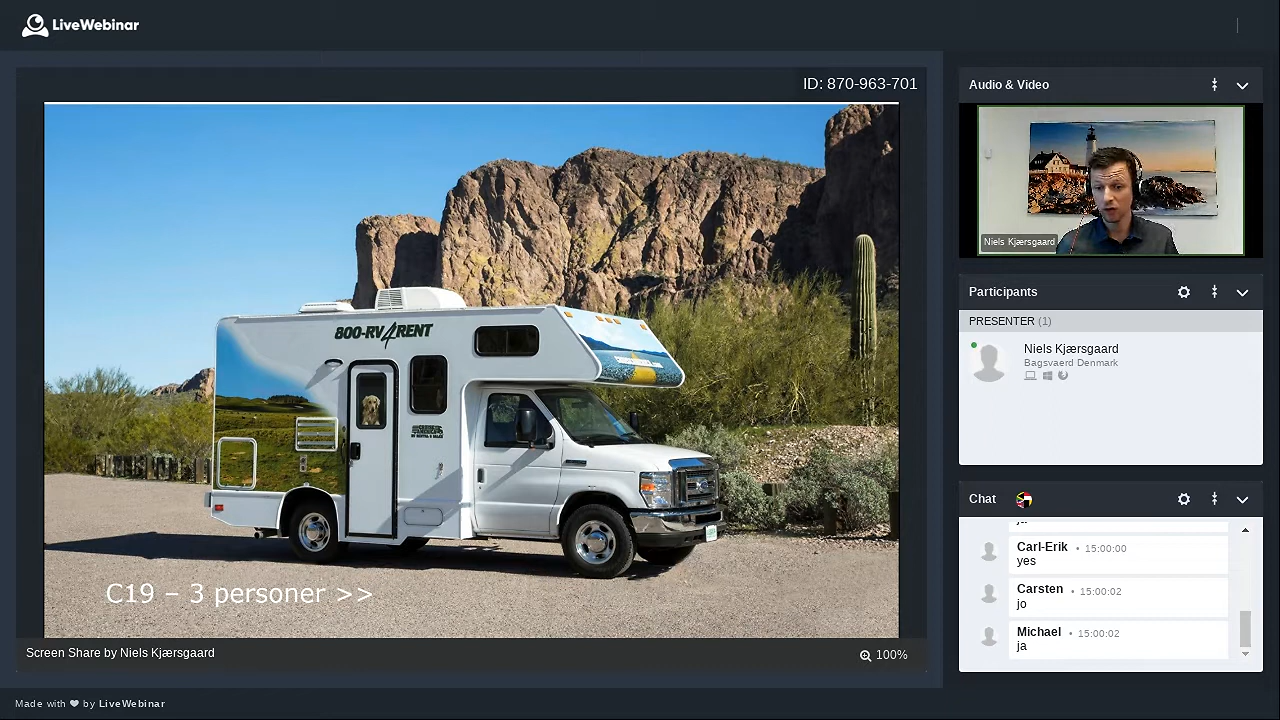 LiveWebinar
ID: 870-963-701
800-RV4RENT
C19 – 3 personer >>
Screen Share by Niels Kjærsgaard
100%
Audio & Video
Niels Kjærsgaard
Participants
PRESENTER (1)
Niels Kjærsgaard
Bagsvaerd Denmark
Chat
Carl-Erik • 15:00:00
yes
Carsten • 15:00:02
jo
Michael • 15:00:02
ja
Made with ❤ by LiveWebinar